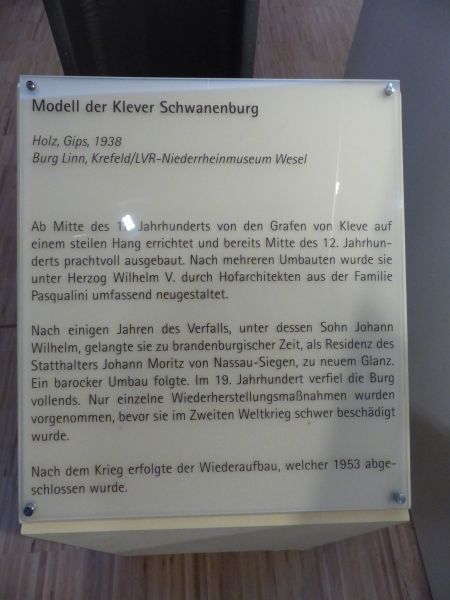 Modell der Klever Schwanenburg
Holz, Gips, 1938
Burg Linn, Krefeld/LVR-Niederrheinmuseum Wesel
Ab Mitte des Jahrhunderts von den Grafen von Kleve auf
einem steilen Hang errichtet und bereits Mitte des 12. Jahrhun-
derts prachtvoll ausgebaut. Nach mehreren Umbauten wurde sie
unter Herzog Wilhelm V. durch Hofarchitekten aus der Familie
Pasqualini umfassend neugestaltet.
Nach einigen Jahren des Verfalls, unter dessen Sohn Johann
Wilhelm, gelangte sie zu brandenburgischer Zeit, als Residenz des
Statthalters Johann Moritz von Nassau-Siegen, zu neuem Glanz.
Ein barocker Umbau folgte. Im 19. Jahrhundert verfiel die Burg
vollends. Nur einzelne Wiederherstellungsmaßnahmen wurden
vorgenommen, bevor sie im Zweiten Weltkrieg schwer beschädigt
wurde.
Nach dem Krieg erfolgte der Wiederaufbau, welcher 1953 abge-
schlossen wurde.